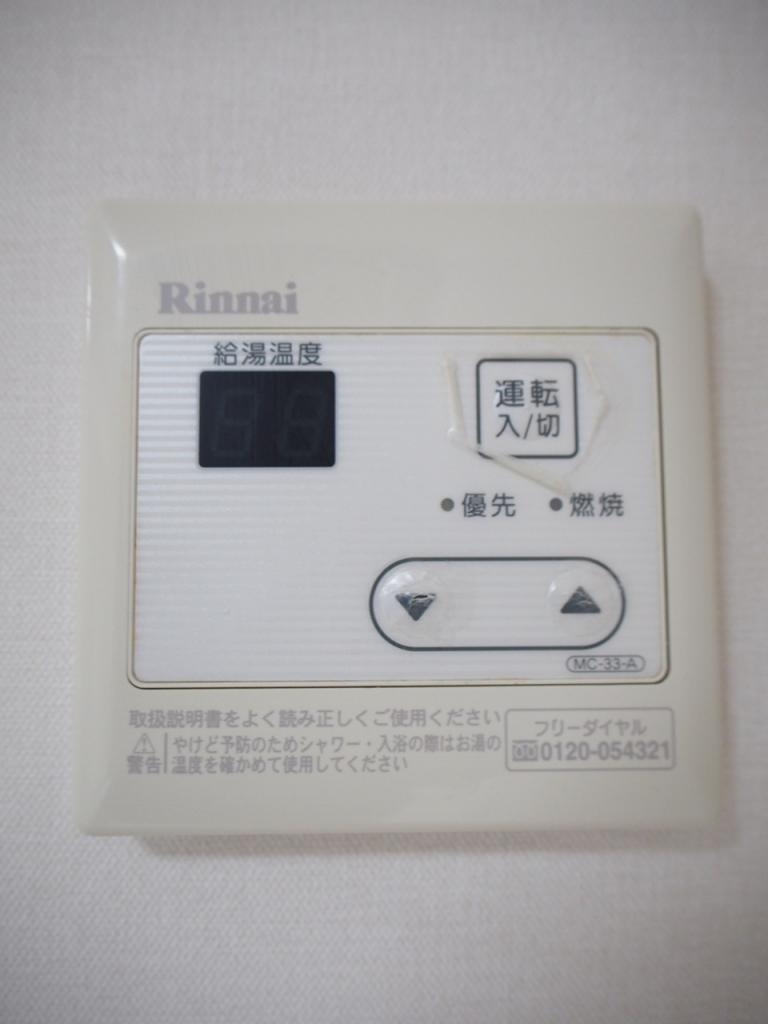 Rinnai
給湯温度
運転
入/切
優先 燃焼
MC-33-A
取扱説明書をよく読み正しくご使用ください
警告 やけど予防のためシャワー・入浴の際はお湯の
温度を確かめて使用してください
フリーダイヤル
0120-054321